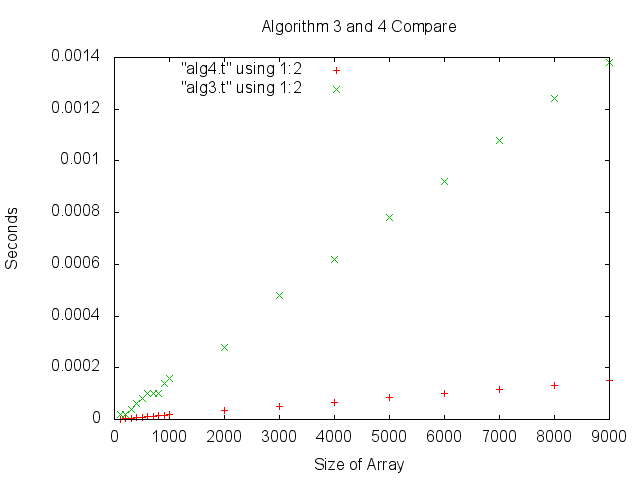 Algorithm 3 and 4 Compare
0.0014
"alg4.t" using 1:2
"alg3.t" using 1:2
0.0012
0.001
0.0008
Seconds
0.0006
0.0004
0.0002
0
0 1000 2000 3000 4000 5000 6000 7000 8000 9000
Size of Array